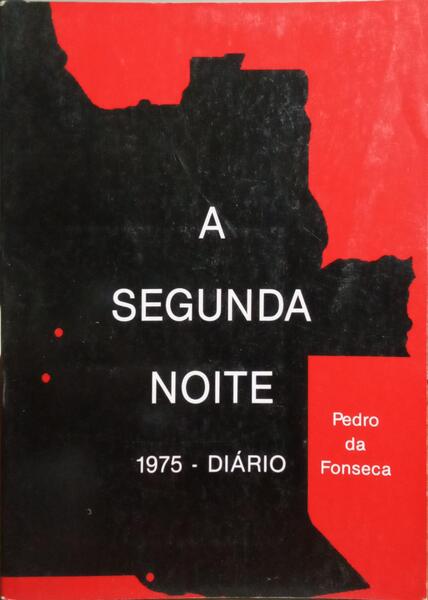 A
SEGUNDA
NOITE
1975 - DIÁRIO
Pedro
da
Fonseca